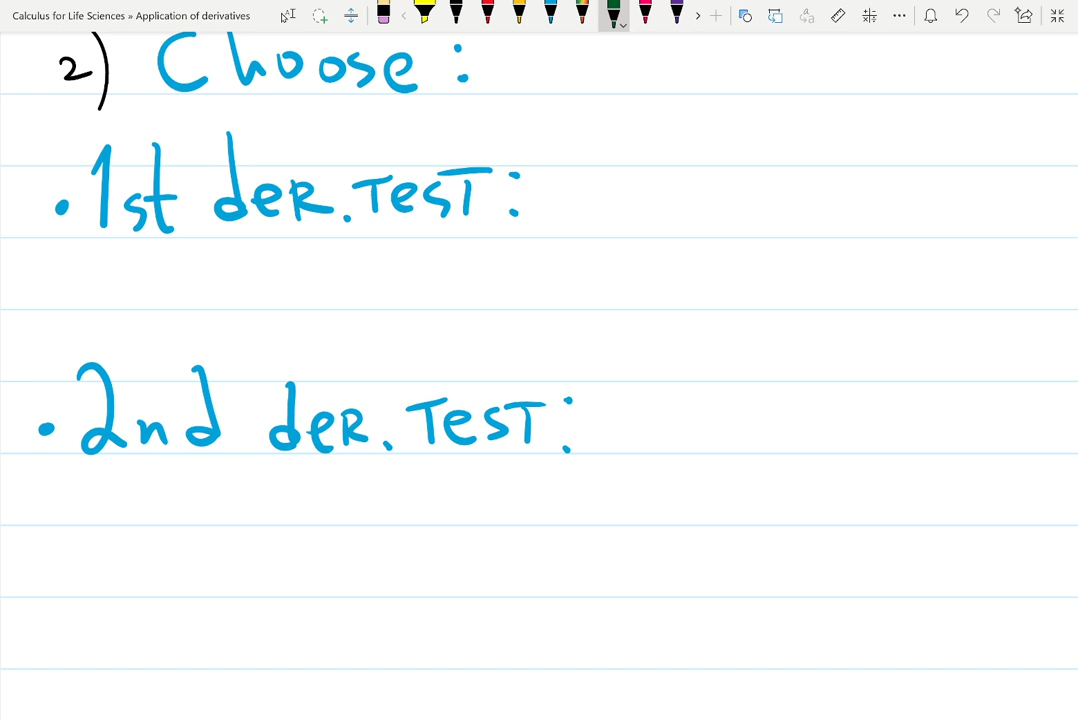 Calculus for Life Sciences » Application of derivatives
2) Choose:
• 1st der. Test:
• 2nd der. Test: